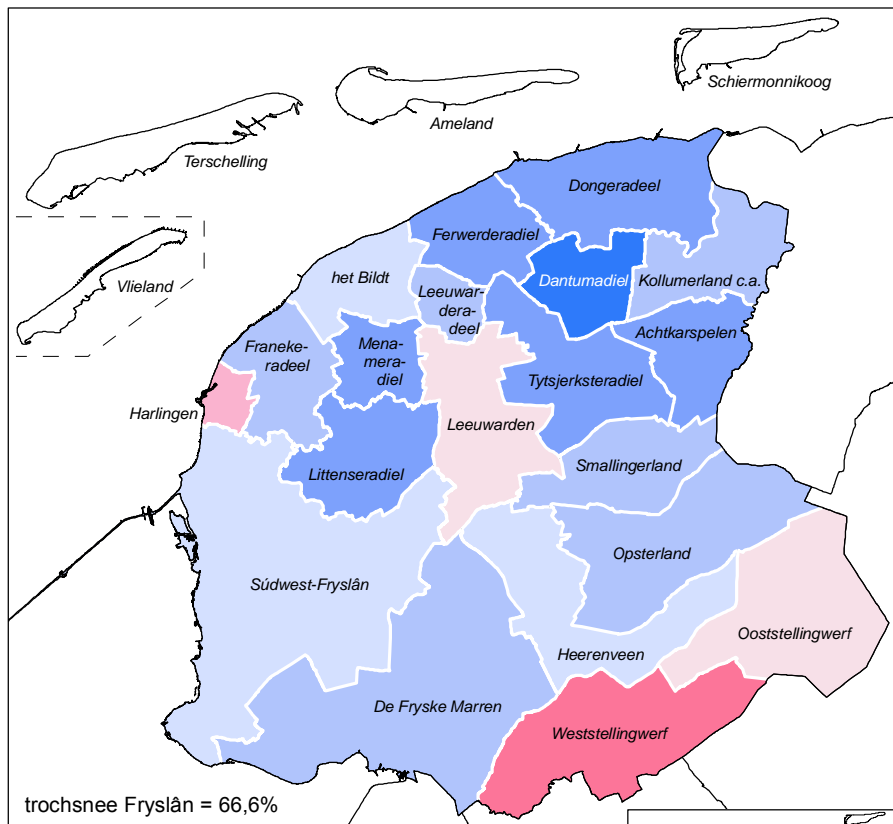 Schiermonnikoog
Ameland
Terschelling
Dongeradeel
Ferwerderadiel
Vlieland
het Bildt
Dantumadiel
Kollumerland c.a.
Leeuwar-
dera-
deel
Achtkarspelen
Franeke-
radeel
Mena-
mera-
diel
Tytsjerksteradiel
Harlingen
Leeuwarden
Littenseradiel
Smallingerland
Opsterland
Súdwest-Fryslân
Ooststellingwerf
Heerenveen
De Fryske Marren
Weststellingwerf
trochsnee Fryslân = 66,6%